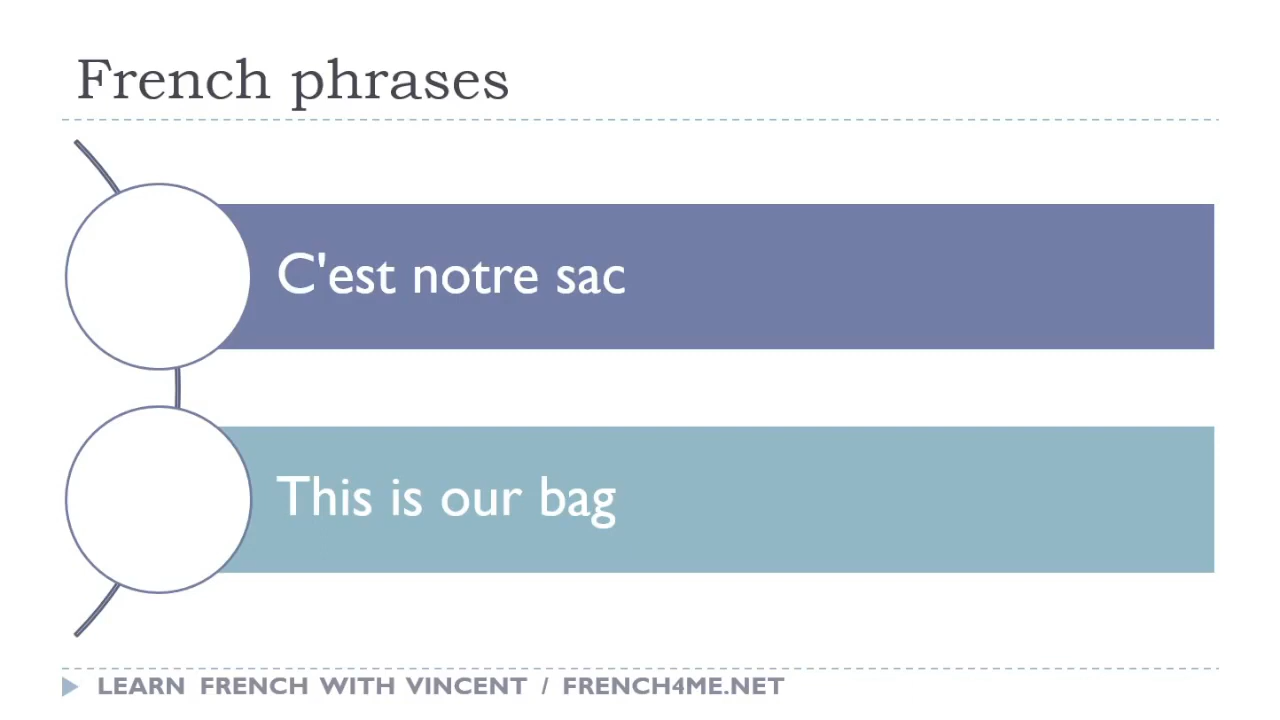 French phrases
C'est notre sac
This is our bag
LEARN FRENCH WITH VINCENT / FRENCH4ME.NET